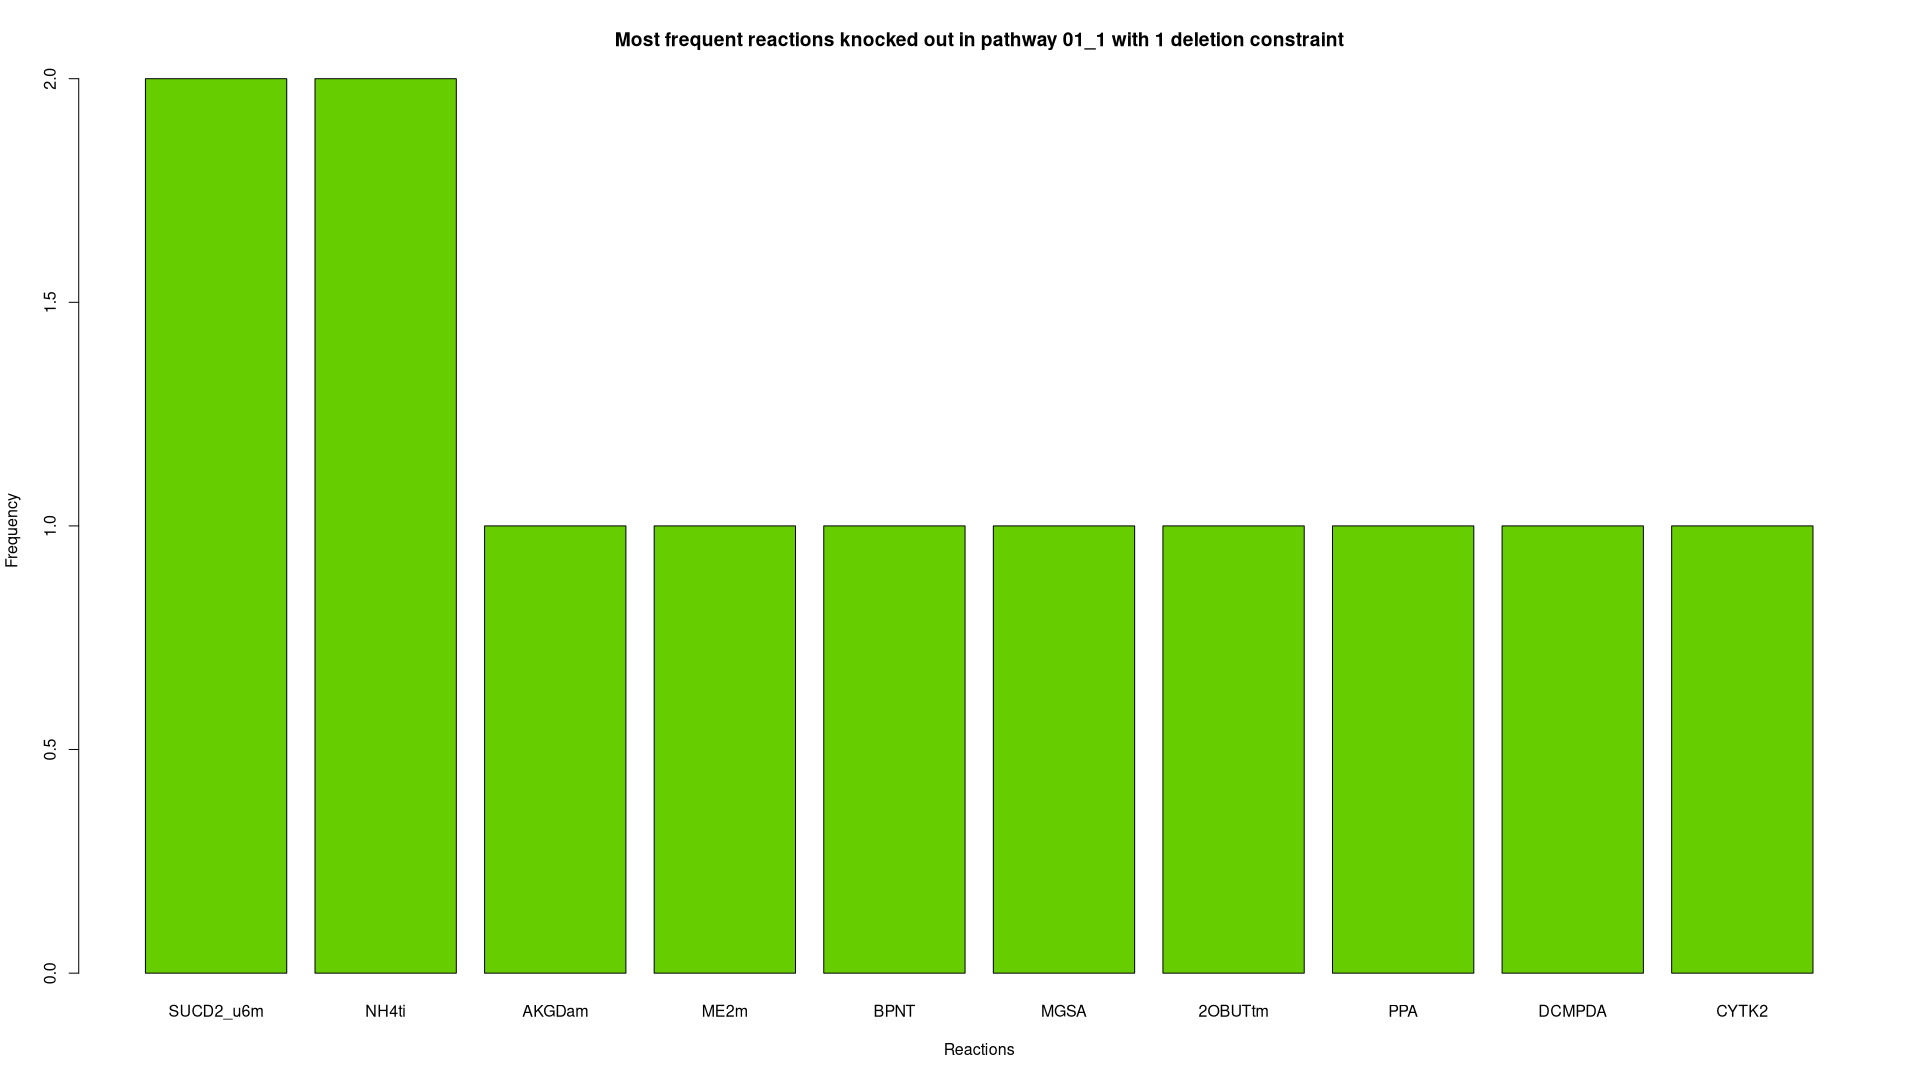 Most frequent reactions knocked out in pathway 01_1 with 1 deletion constraint
2.0
1.5
1.0
0.5
0.0
Frequency
SUCD2_u6m NH4ti AKGDam ME2m BPNT MGSA 2OBUTtm PPA DCMPDA CYTK2
Reactions